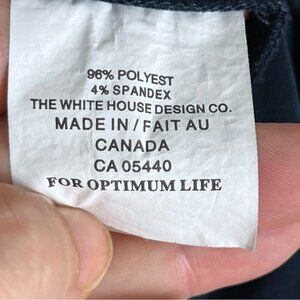 96% POLYEST
4% SPANDEX
THE WHITE HOUSE DESIGN CO.
MADE IN / FAIT AU
CANADA
CA 05440
FOR OPTIMUM LIFE